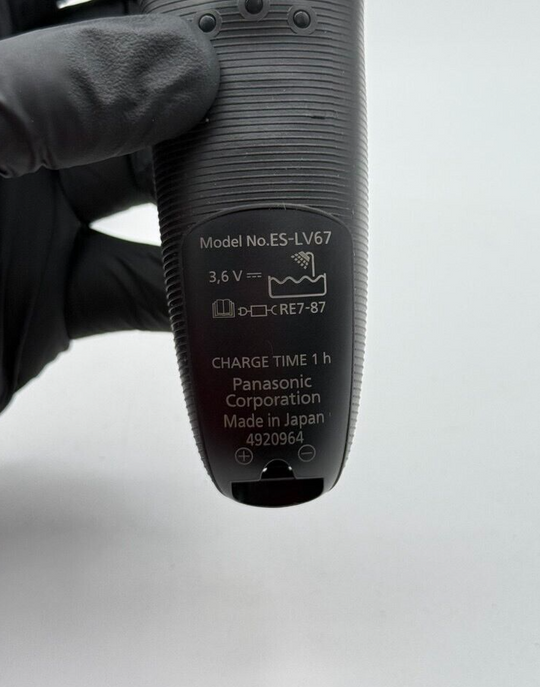 Model No.ES-LV67
3,6 V ⎓
RE7-87
CHARGE TIME 1 h
Panasonic
Corporation
Made in Japan
4920964
+ −